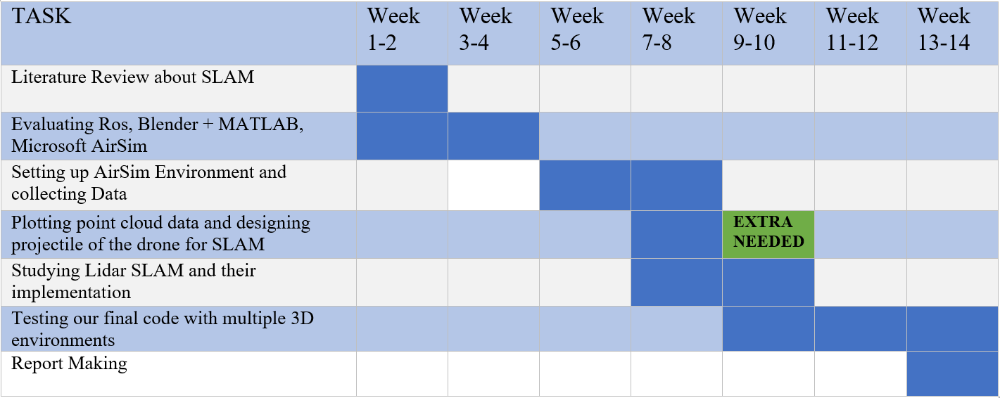 TASK
Week
1-2
Week
3-4
Week
5-6
Week
7-8
Week
9-10
Week
11-12
Week
13-14
Literature Review about SLAM
Evaluating Ros, Blender + MATLAB,
Microsoft AirSim
Setting up AirSim Environment and
collecting Data
Plotting point cloud data and designing
projectile of the drone for SLAM
EXTRA
NEEDED
Studying Lidar SLAM and their
implementation
Testing our final code with multiple 3D
environments
Report Making